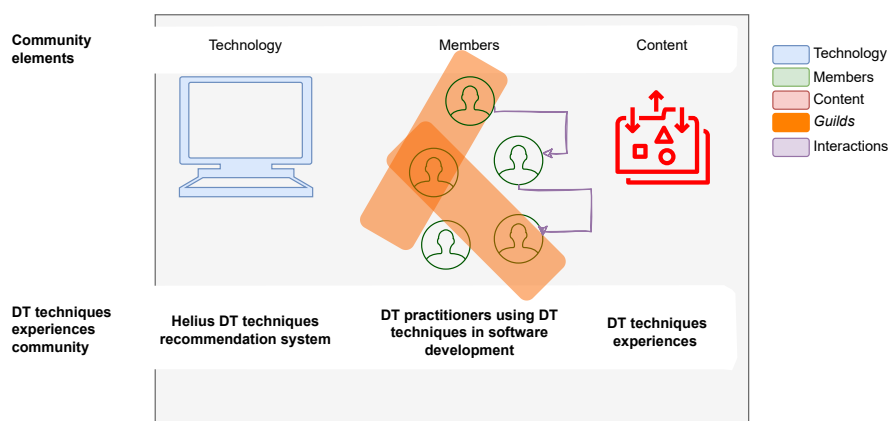 Community
elements
Technology
Members
Content
Technology
Members
Content
Guilds
Interactions
DT techniques
experiences
community
Helius DT techniques
recommendation system
DT practitioners using DT
techniques in software
development
DT techniques
experiences